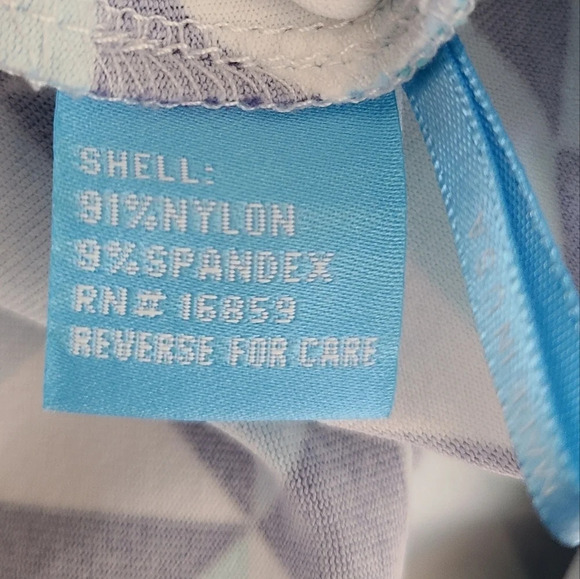 SHELL:
91%NYLON
9%SPANDEX
RN# 16859
REVERSE FOR CARE